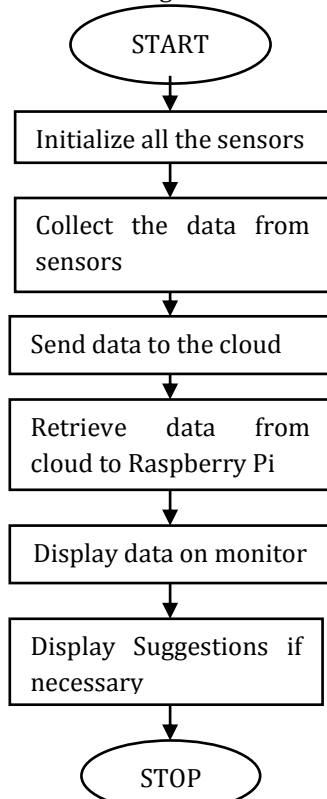 START
Initialize all the sensors
Collect the data from
sensors
Send data to the cloud
Retrieve data from
cloud to Raspberry Pi
Display data on monitor
Display Suggestions if
necessary
STOP